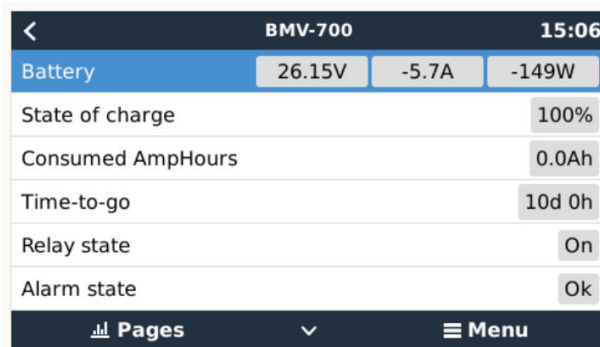 BMV-700 15:06
Battery 26.15V -5.7A -149W
State of charge 100%
Consumed AmpHours 0.0Ah
Time-to-go 10d 0h
Relay state On
Alarm state Ok
Pages Menu